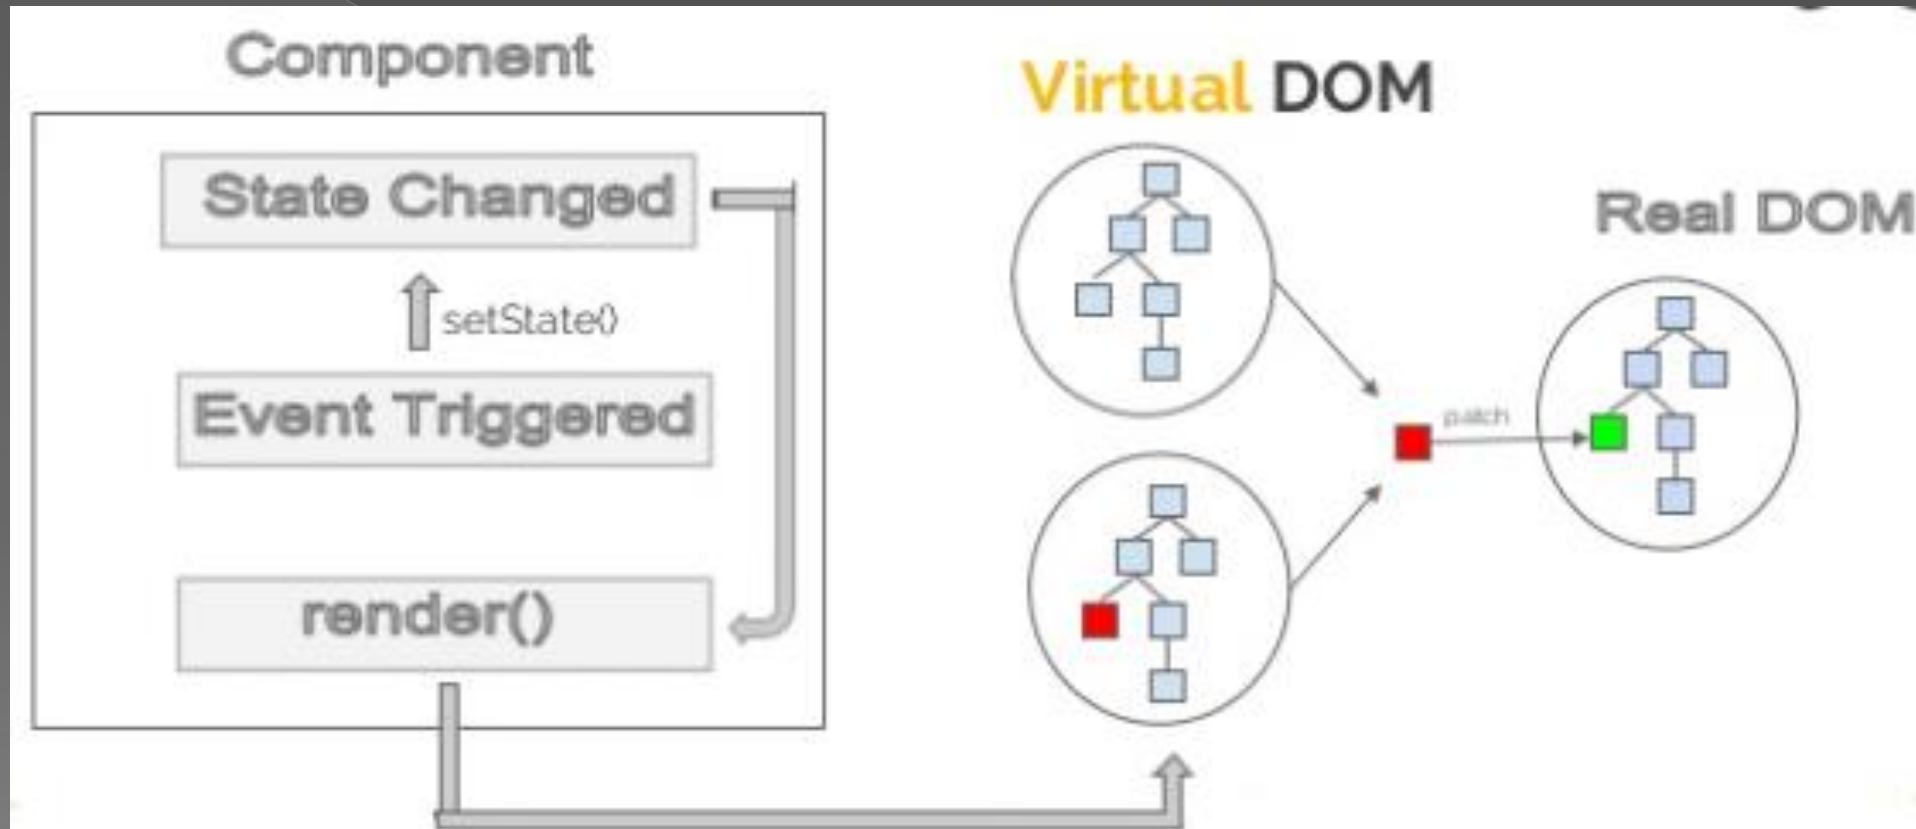 Component
State Changed
setState()
Event Triggered
render()
Virtual DOM
Real DOM
patch